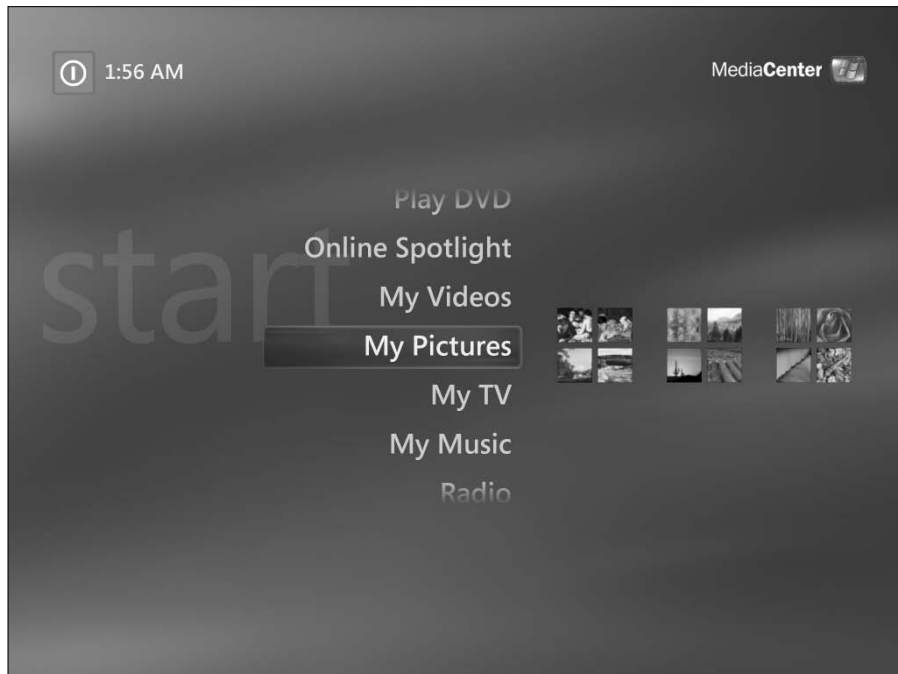 1:56 AM
MediaCenter
start
Play DVD
Online Spotlight
My Videos
My Pictures
My TV
My Music
Radio